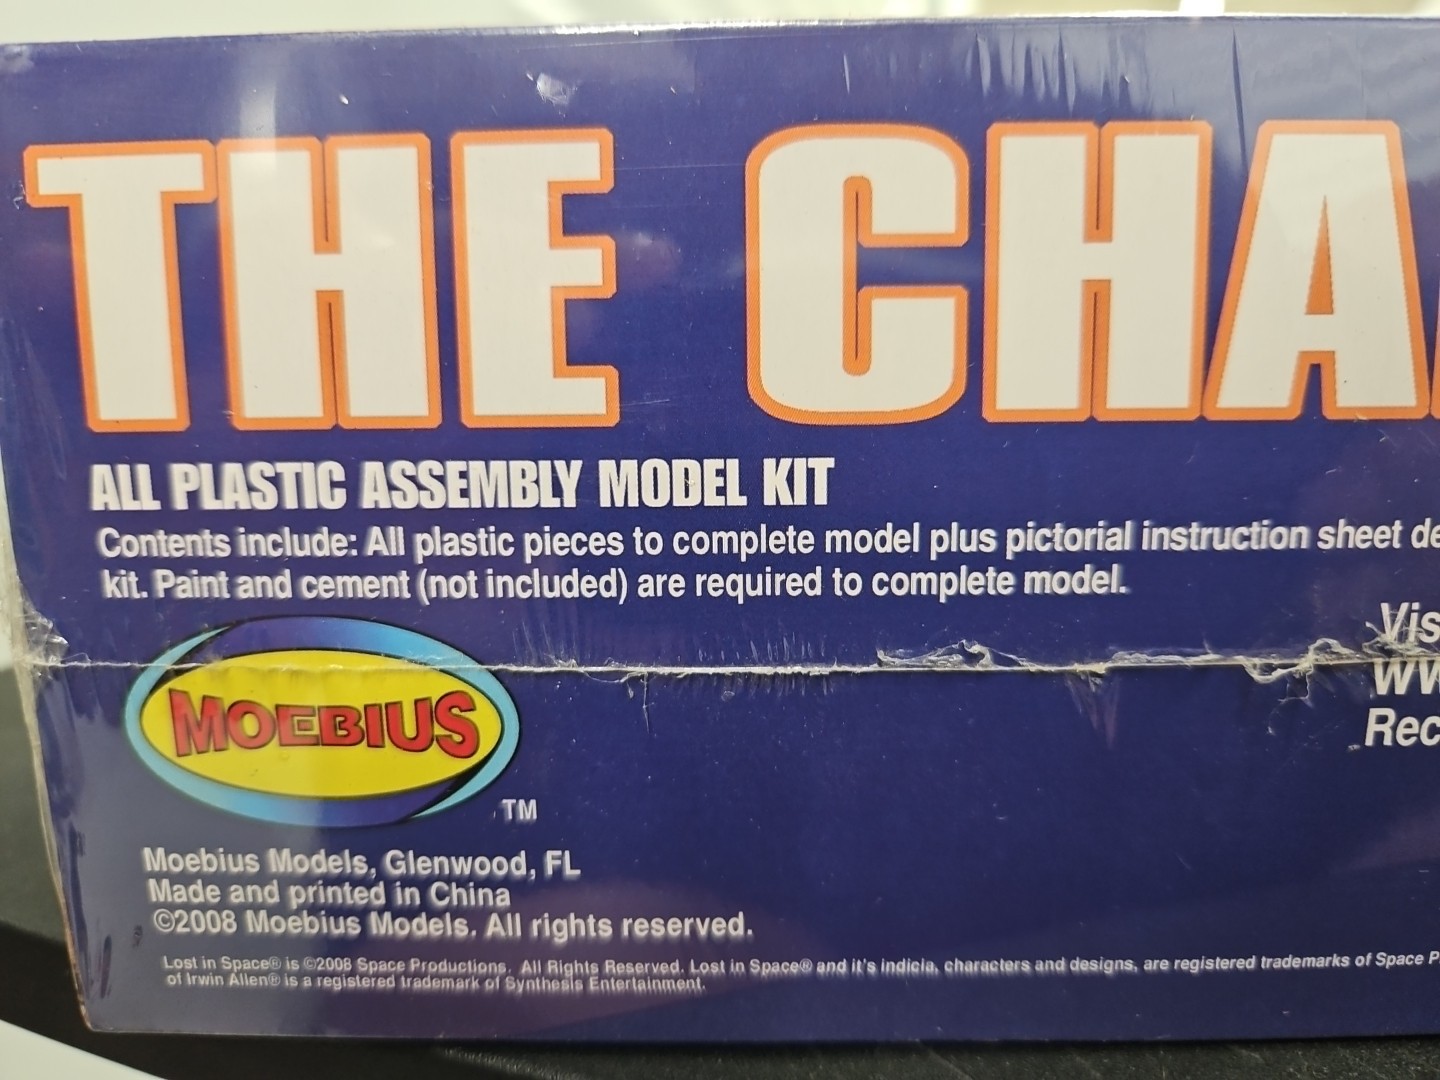 THE CHA
ALL PLASTIC ASSEMBLY MODEL KIT
Contents include: All plastic pieces to complete model plus pictorial instruction sheet de
kit. Paint and cement (not included) are required to complete model.
Vis
ww
Rec
MOEBIUS
TM
Moebius Models, Glenwood, FL
Made and printed in China
©2008 Moebius Models. All rights reserved.
Lost in Space® is ©2008 Space Productions. All Rights Reserved. Lost in Space® and it's indicia, characters and designs, are registered trademarks of Space P
of Irwin Allen® is a registered trademark of Synthesis Entertainment.